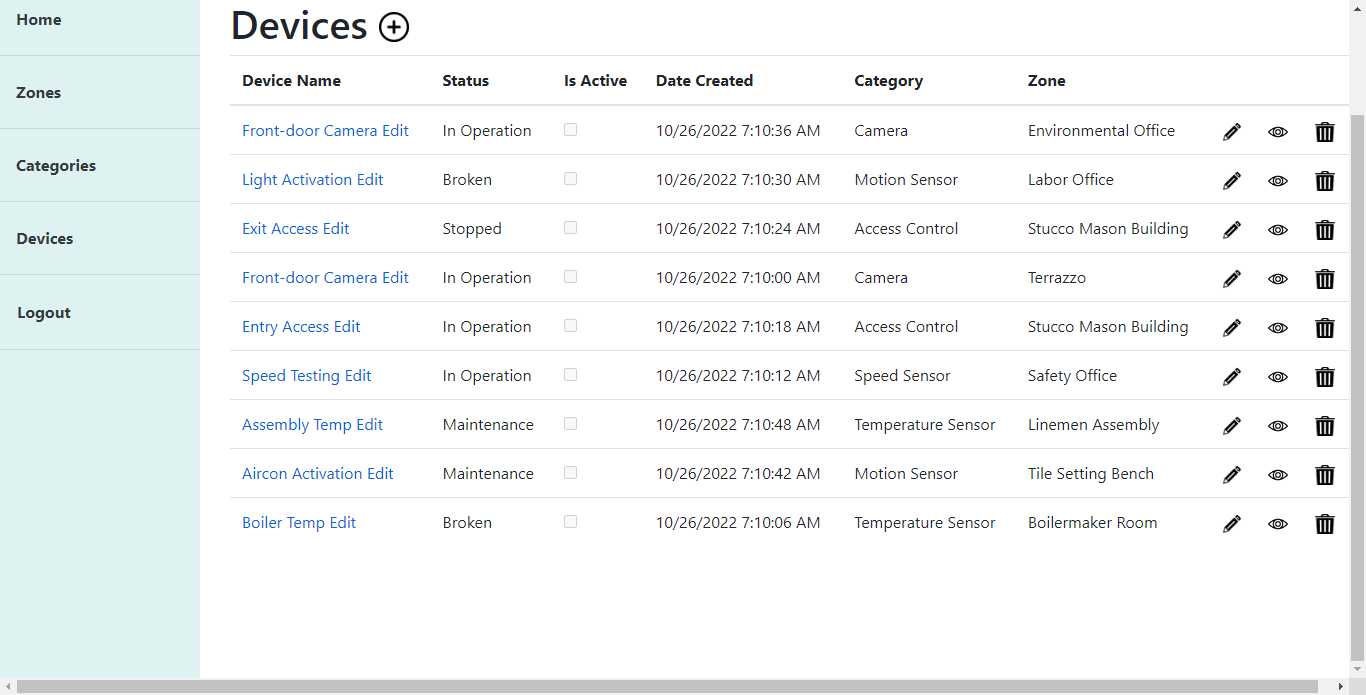 Home
Zones
Categories
Devices
Logout
Devices
Device Name Status Is Active Date Created Category Zone
Front-door Camera Edit In Operation 10/26/2022 7:10:36 AM Camera Environmental Office
Light Activation Edit Broken 10/26/2022 7:10:30 AM Motion Sensor Labor Office
Exit Access Edit Stopped 10/26/2022 7:10:24 AM Access Control Stucco Mason Building
Front-door Camera Edit In Operation 10/26/2022 7:10:00 AM Camera Terrazzo
Entry Access Edit In Operation 10/26/2022 7:10:18 AM Access Control Stucco Mason Building
Speed Testing Edit In Operation 10/26/2022 7:10:12 AM Speed Sensor Safety Office
Assembly Temp Edit Maintenance 10/26/2022 7:10:48 AM Temperature Sensor Linemen Assembly
Aircon Activation Edit Maintenance 10/26/2022 7:10:42 AM Motion Sensor Tile Setting Bench
Boiler Temp Edit Broken 10/26/2022 7:10:06 AM Temperature Sensor Boilermaker Room